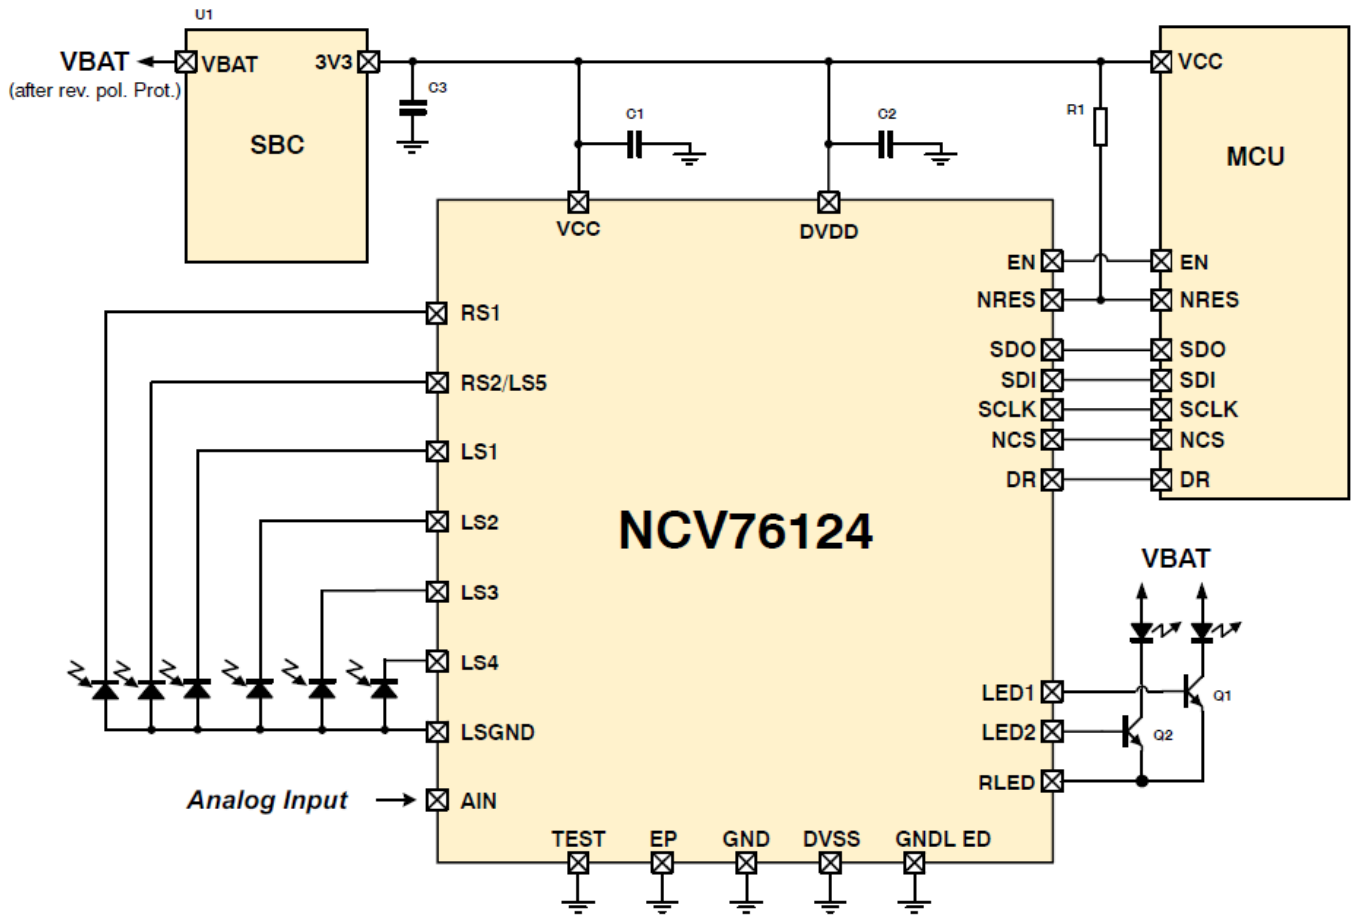 U1
VBAT
(after rev. pol. Prot.)
VBAT
3V3
SBC
C3
C1
C2
R1
VCC
MCU
VCC
DVDD
EN
EN
NRES
NRES
RS1
RS2/LS5
LS1
LS2
LS3
LS4
LSGND
Analog Input
AIN
SDO
SDO
SDI
SDI
SCLK
SCLK
NCS
NCS
DR
DR
NCV76124
VBAT
LED1
Q1
LED2
Q2
RLED
TEST
EP
GND
DVSS
GNDL ED